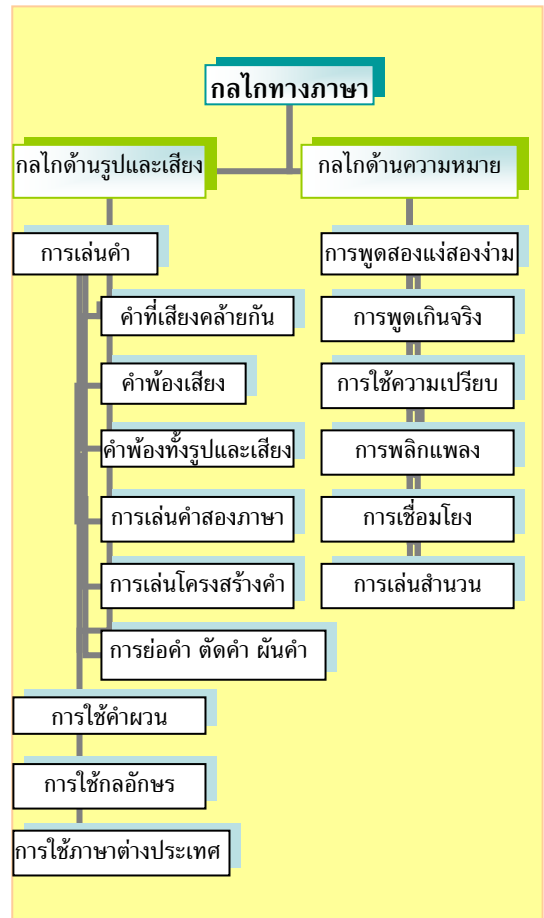 กลไกทางภาษา
กลไกด้านรูปและเสียง
การเล่นคำ
คำที่เสียงคล้ายกัน
คำพ้องเสียง
คำพ้องทั้งรูปและเสียง
การเล่นคำสองภาษา
การเล่นโครงสร้างคำ
การย่อคำ ตัดคำ ผันคำ
การใช้คำผวน
การใช้กลอักษร
การใช้ภาษาต่างประเทศ
กลไกด้านความหมาย
การพูดสองแง่สองง่าม
การพูดเกินจริง
การใช้ความเปรียบ
การพลิกแพลง
การเชื่อมโยง
การเล่นสำนวน